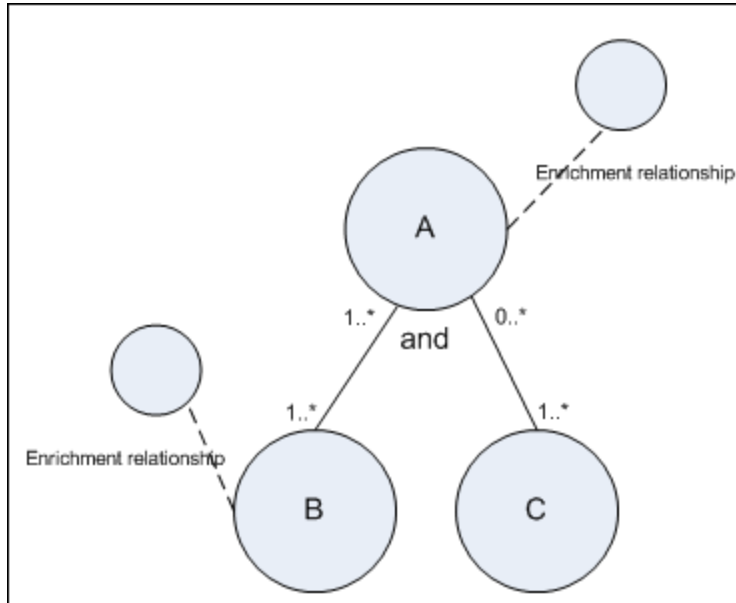 Enrichment relationship
A
1..*
0..*
and
1..*
1..*
Enrichment relationship
B
C